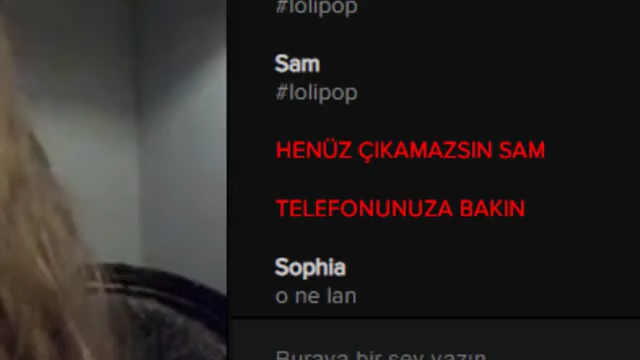 #lolipop
Sam
#lolipop
HENÜZ ÇIKAMAZSIN SAM
TELEFONUNUZA BAKIN
Sophia
o ne lan
Buraya bir şey yazın